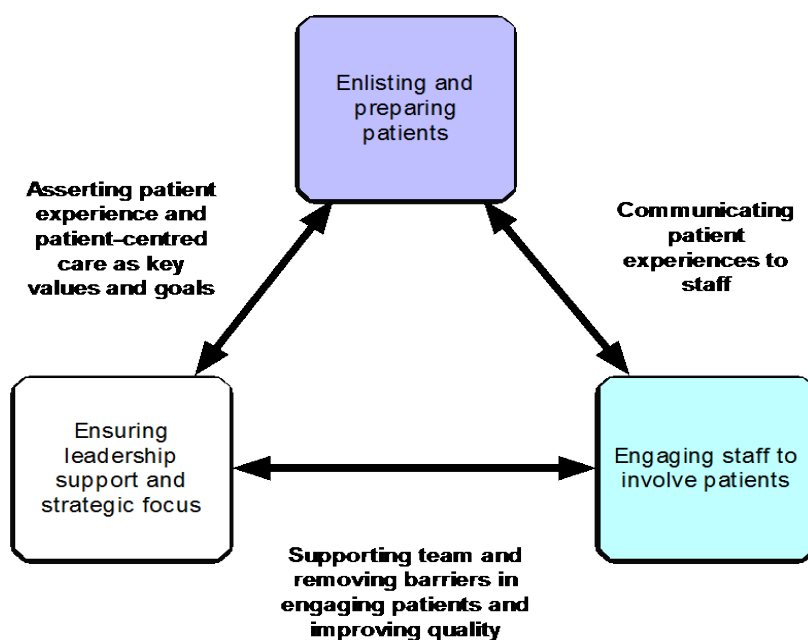 Enlisting and
preparing
patients
Asserting patient
experience and
patient-centred
care as key
values and goals
Communicating
patient
experiences to
staff
Ensuring
leadership
support and
strategic focus
Engaging staff to
involve patients
Supporting team and
removing barriers in
engaging patients and
improving quality